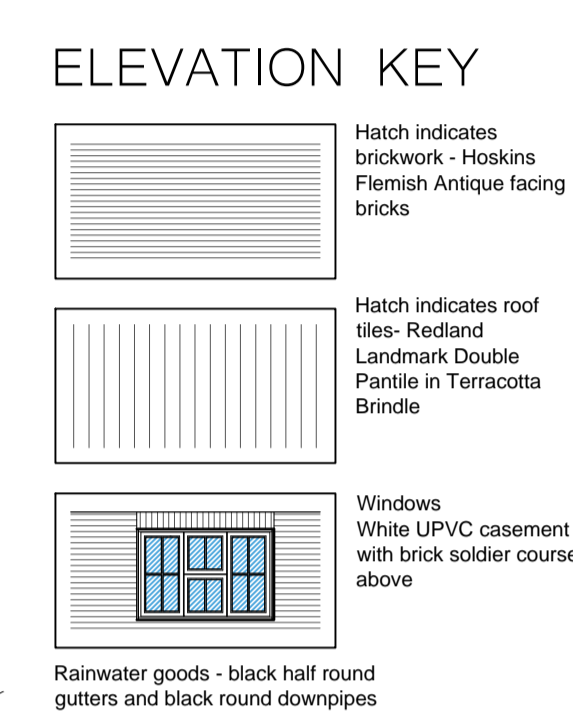 ELEVATION KEY
Hatch indicates
brickwork - Hoskins
Flemish Antique facing
bricks
Hatch indicates roof
tiles- Redland
Landmark Double
Pantile in Terracotta
Brindle
Windows
White UPVC casement
with brick soldier course
above
Rainwater goods - black half round
gutters and black round downpipes